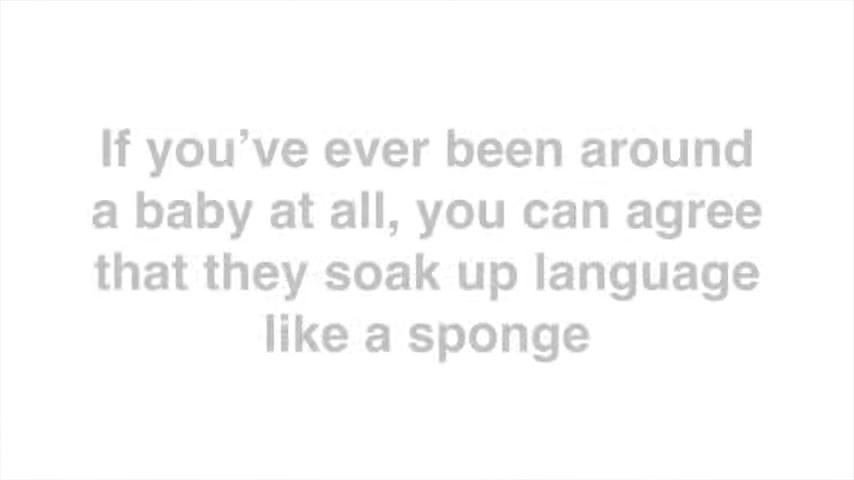 If you’ve ever been around
a baby at all, you can agree
that they soak up language
like a sponge